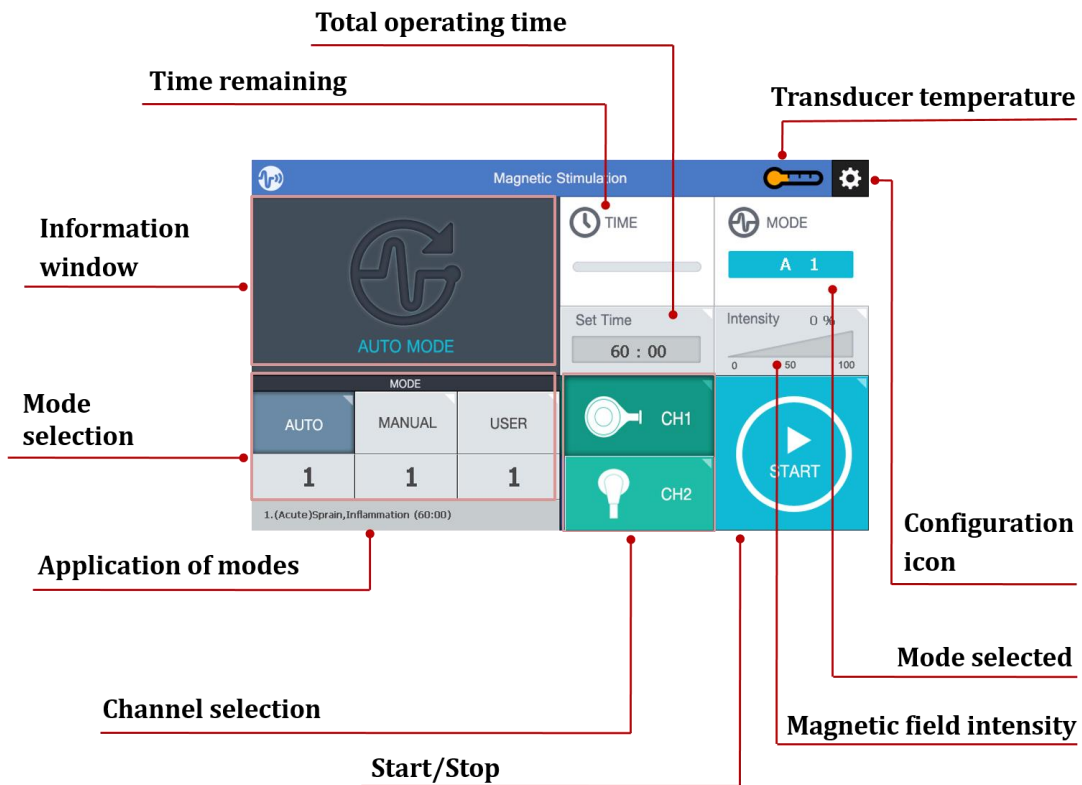 Total operating time
Time remaining
Transducer temperature
Magnetic Stimulation
Information
window
TIME
MODE
A 1
AUTO MODE
Set Time
60 : 00
Intensity 0 %
0 50 100
Mode
selection
MODE
AUTO MANUAL USER
1 1 1
1.(Acute)Sprain,Inflammation (60:00)
CH1
CH2
START
Configuration
icon
Application of modes
Mode selected
Channel selection
Magnetic field intensity
Start/Stop